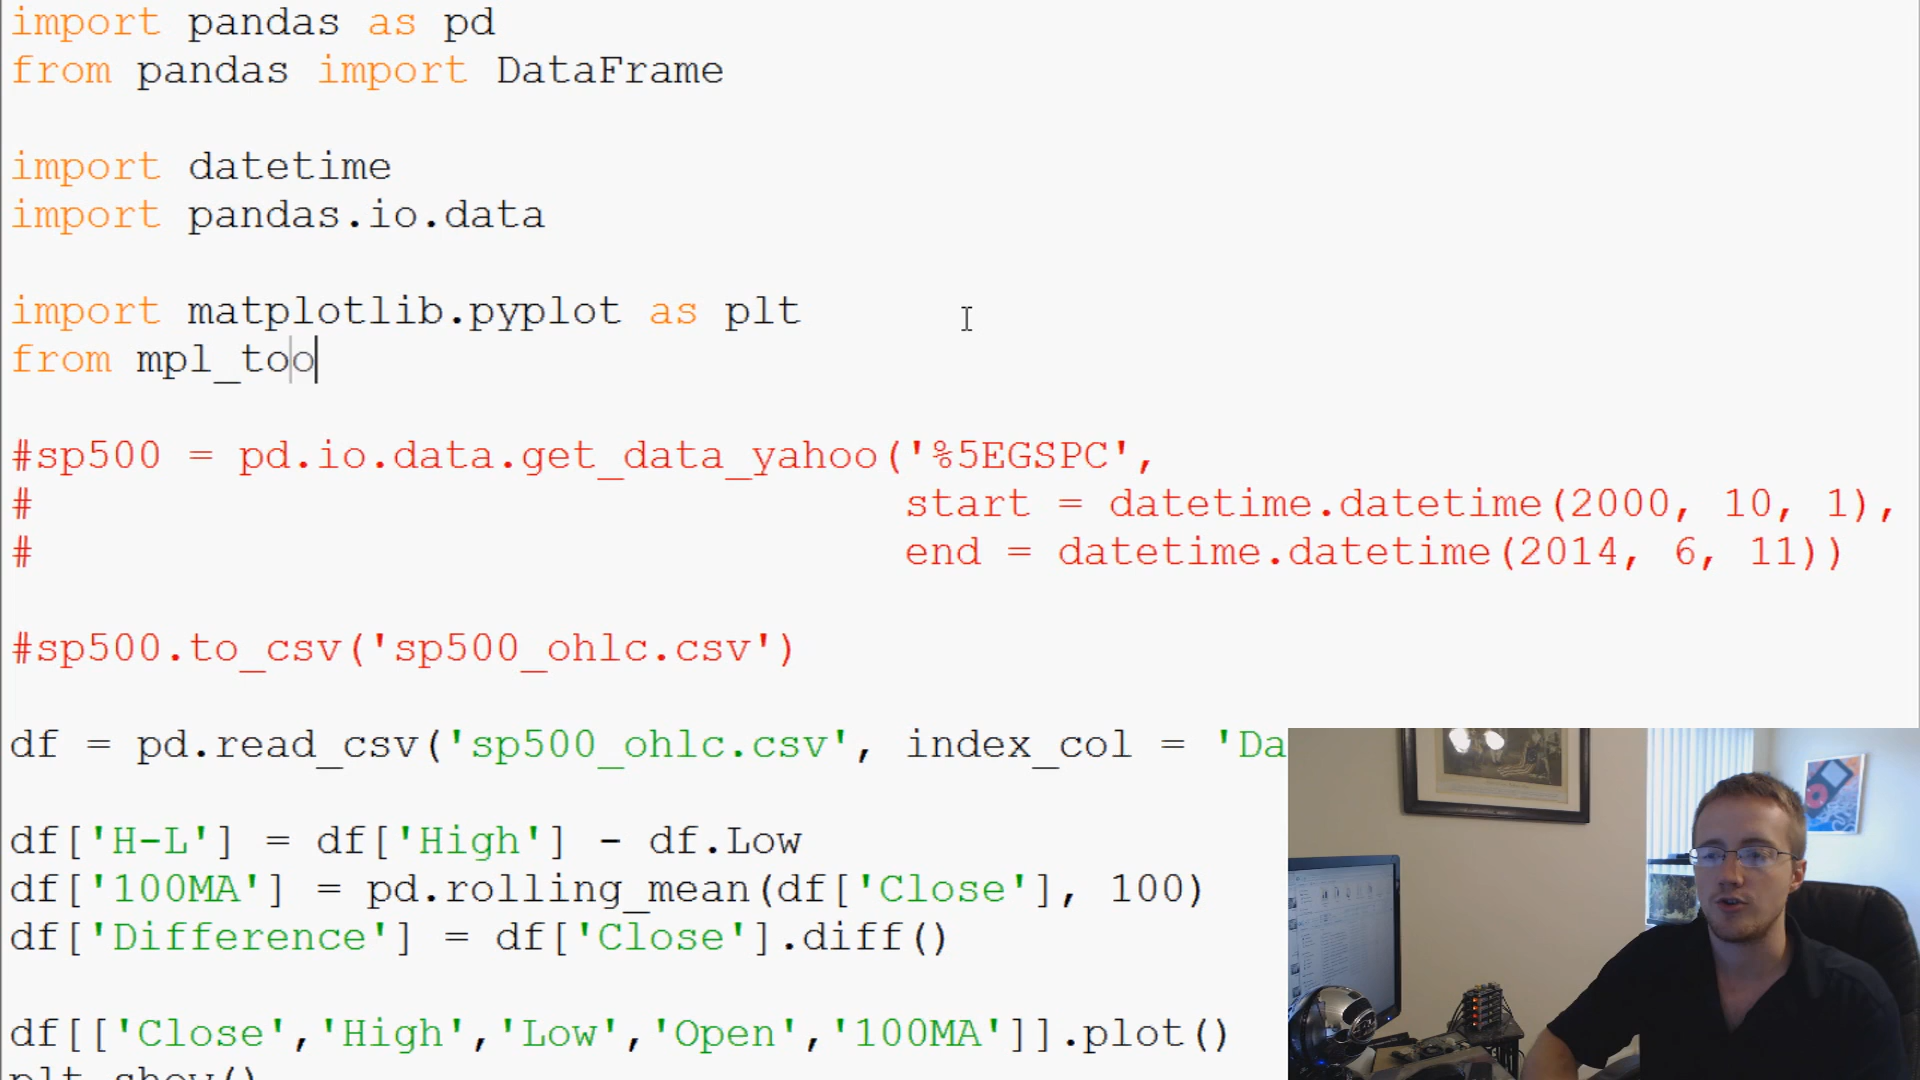 import pandas as pd
from pandas import DataFrame
import datetime
import pandas.io.data
import matplotlib.pyplot as plt
from mpl_too
#sp500 = pd.io.data.get_data_yahoo('%5EGSPC',
# start = datetime.datetime(2000, 10, 1),
# end = datetime.datetime(2014, 6, 11))
#sp500.to_csv('sp500_ohlc.csv')
df = pd.read_csv('sp500_ohlc.csv', index_col = 'Da
df['H-L'] = df['High'] - df.Low
df['100MA'] = pd.rolling_mean(df['Close'], 100)
df['Difference'] = df['Close'].diff()
df[['Close','High','Low','Open','100MA']].plot()
plt.show()